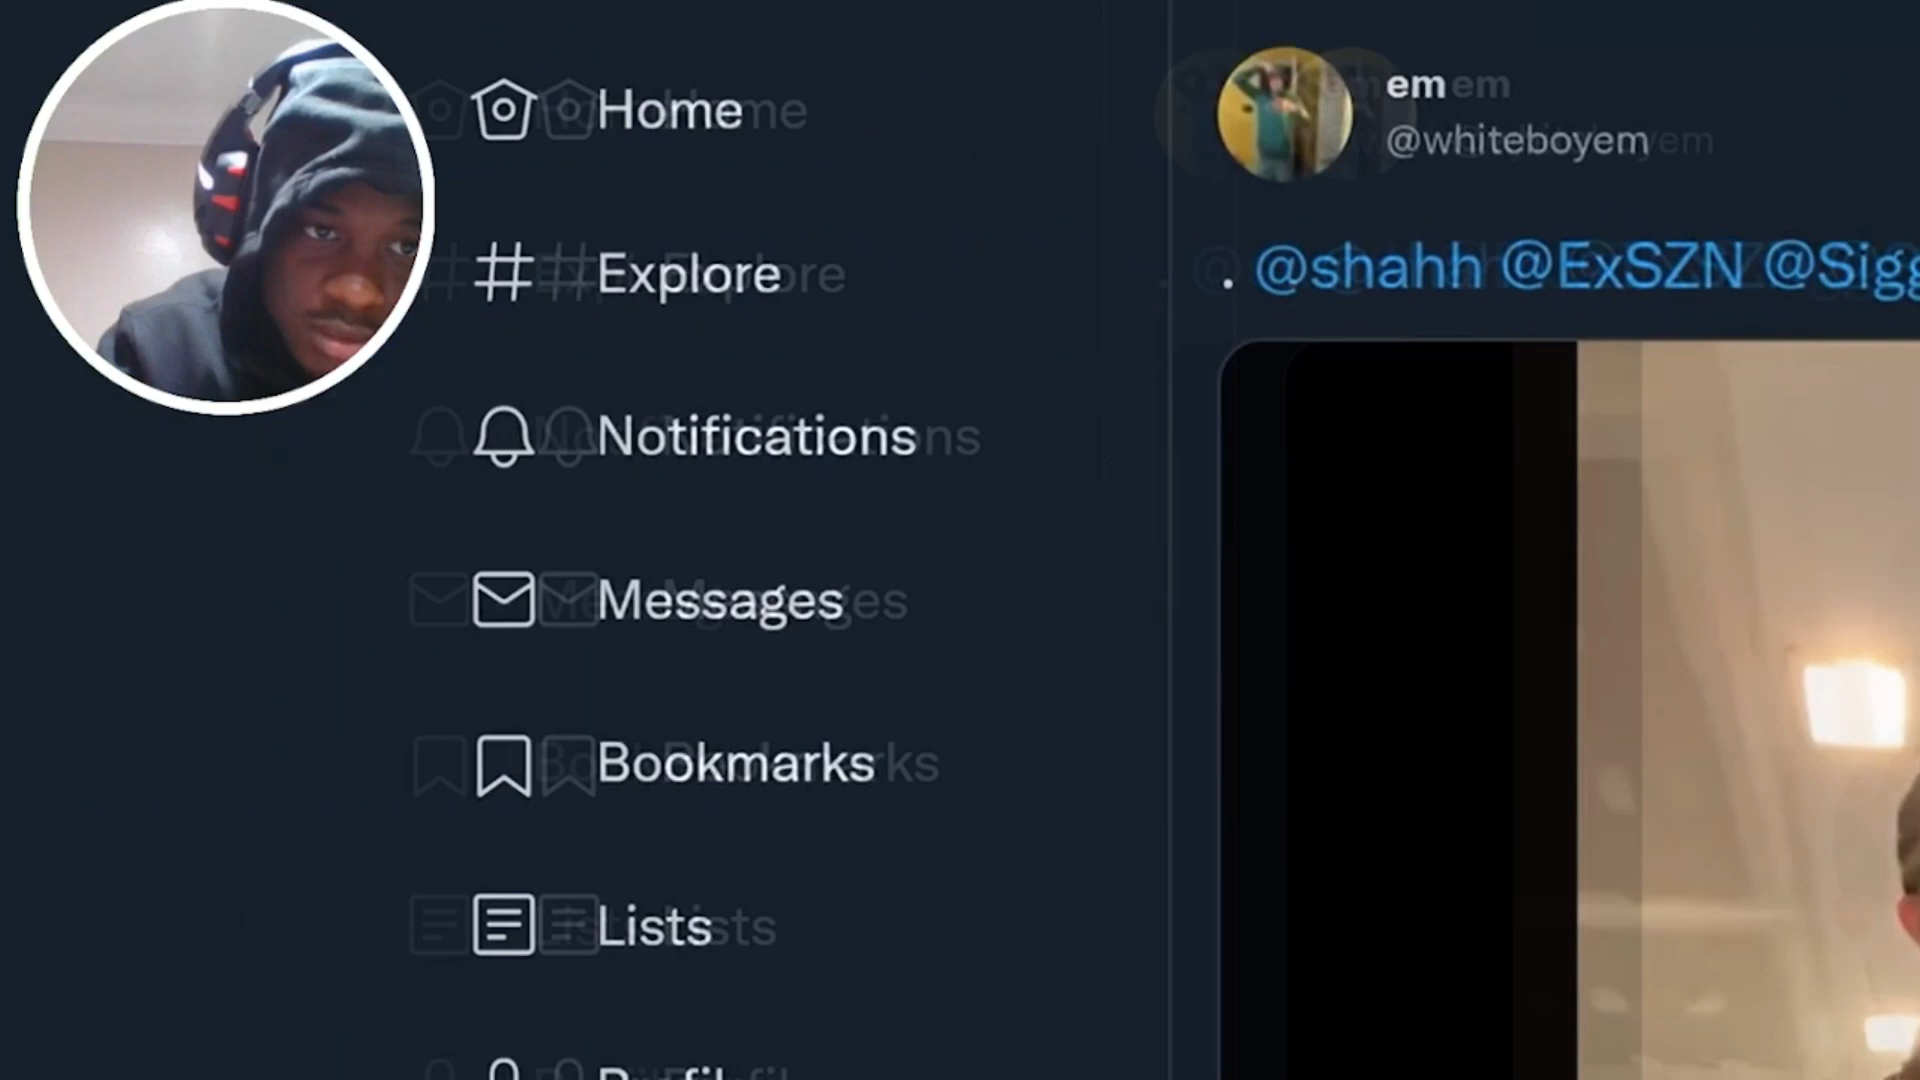 Home
Explore
Notifications
Messages
Bookmarks
Lists
em
@whiteboyem
. @shahh @ExSZN